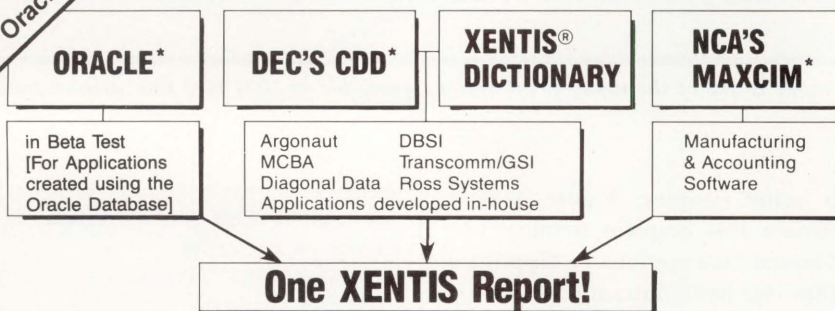 Oracle
ORACLE*
DEC'S CDD*
XENTIS®
DICTIONARY
NCA'S
MAXCIM*
in Beta Test
[For Applications
created using the
Oracle Database]
Argonaut DBSI
MCBA Transcomm/GSI
Diagonal Data Ross Systems
Applications developed in-house
Manufacturing
& Accounting
Software
One XENTIS Report!